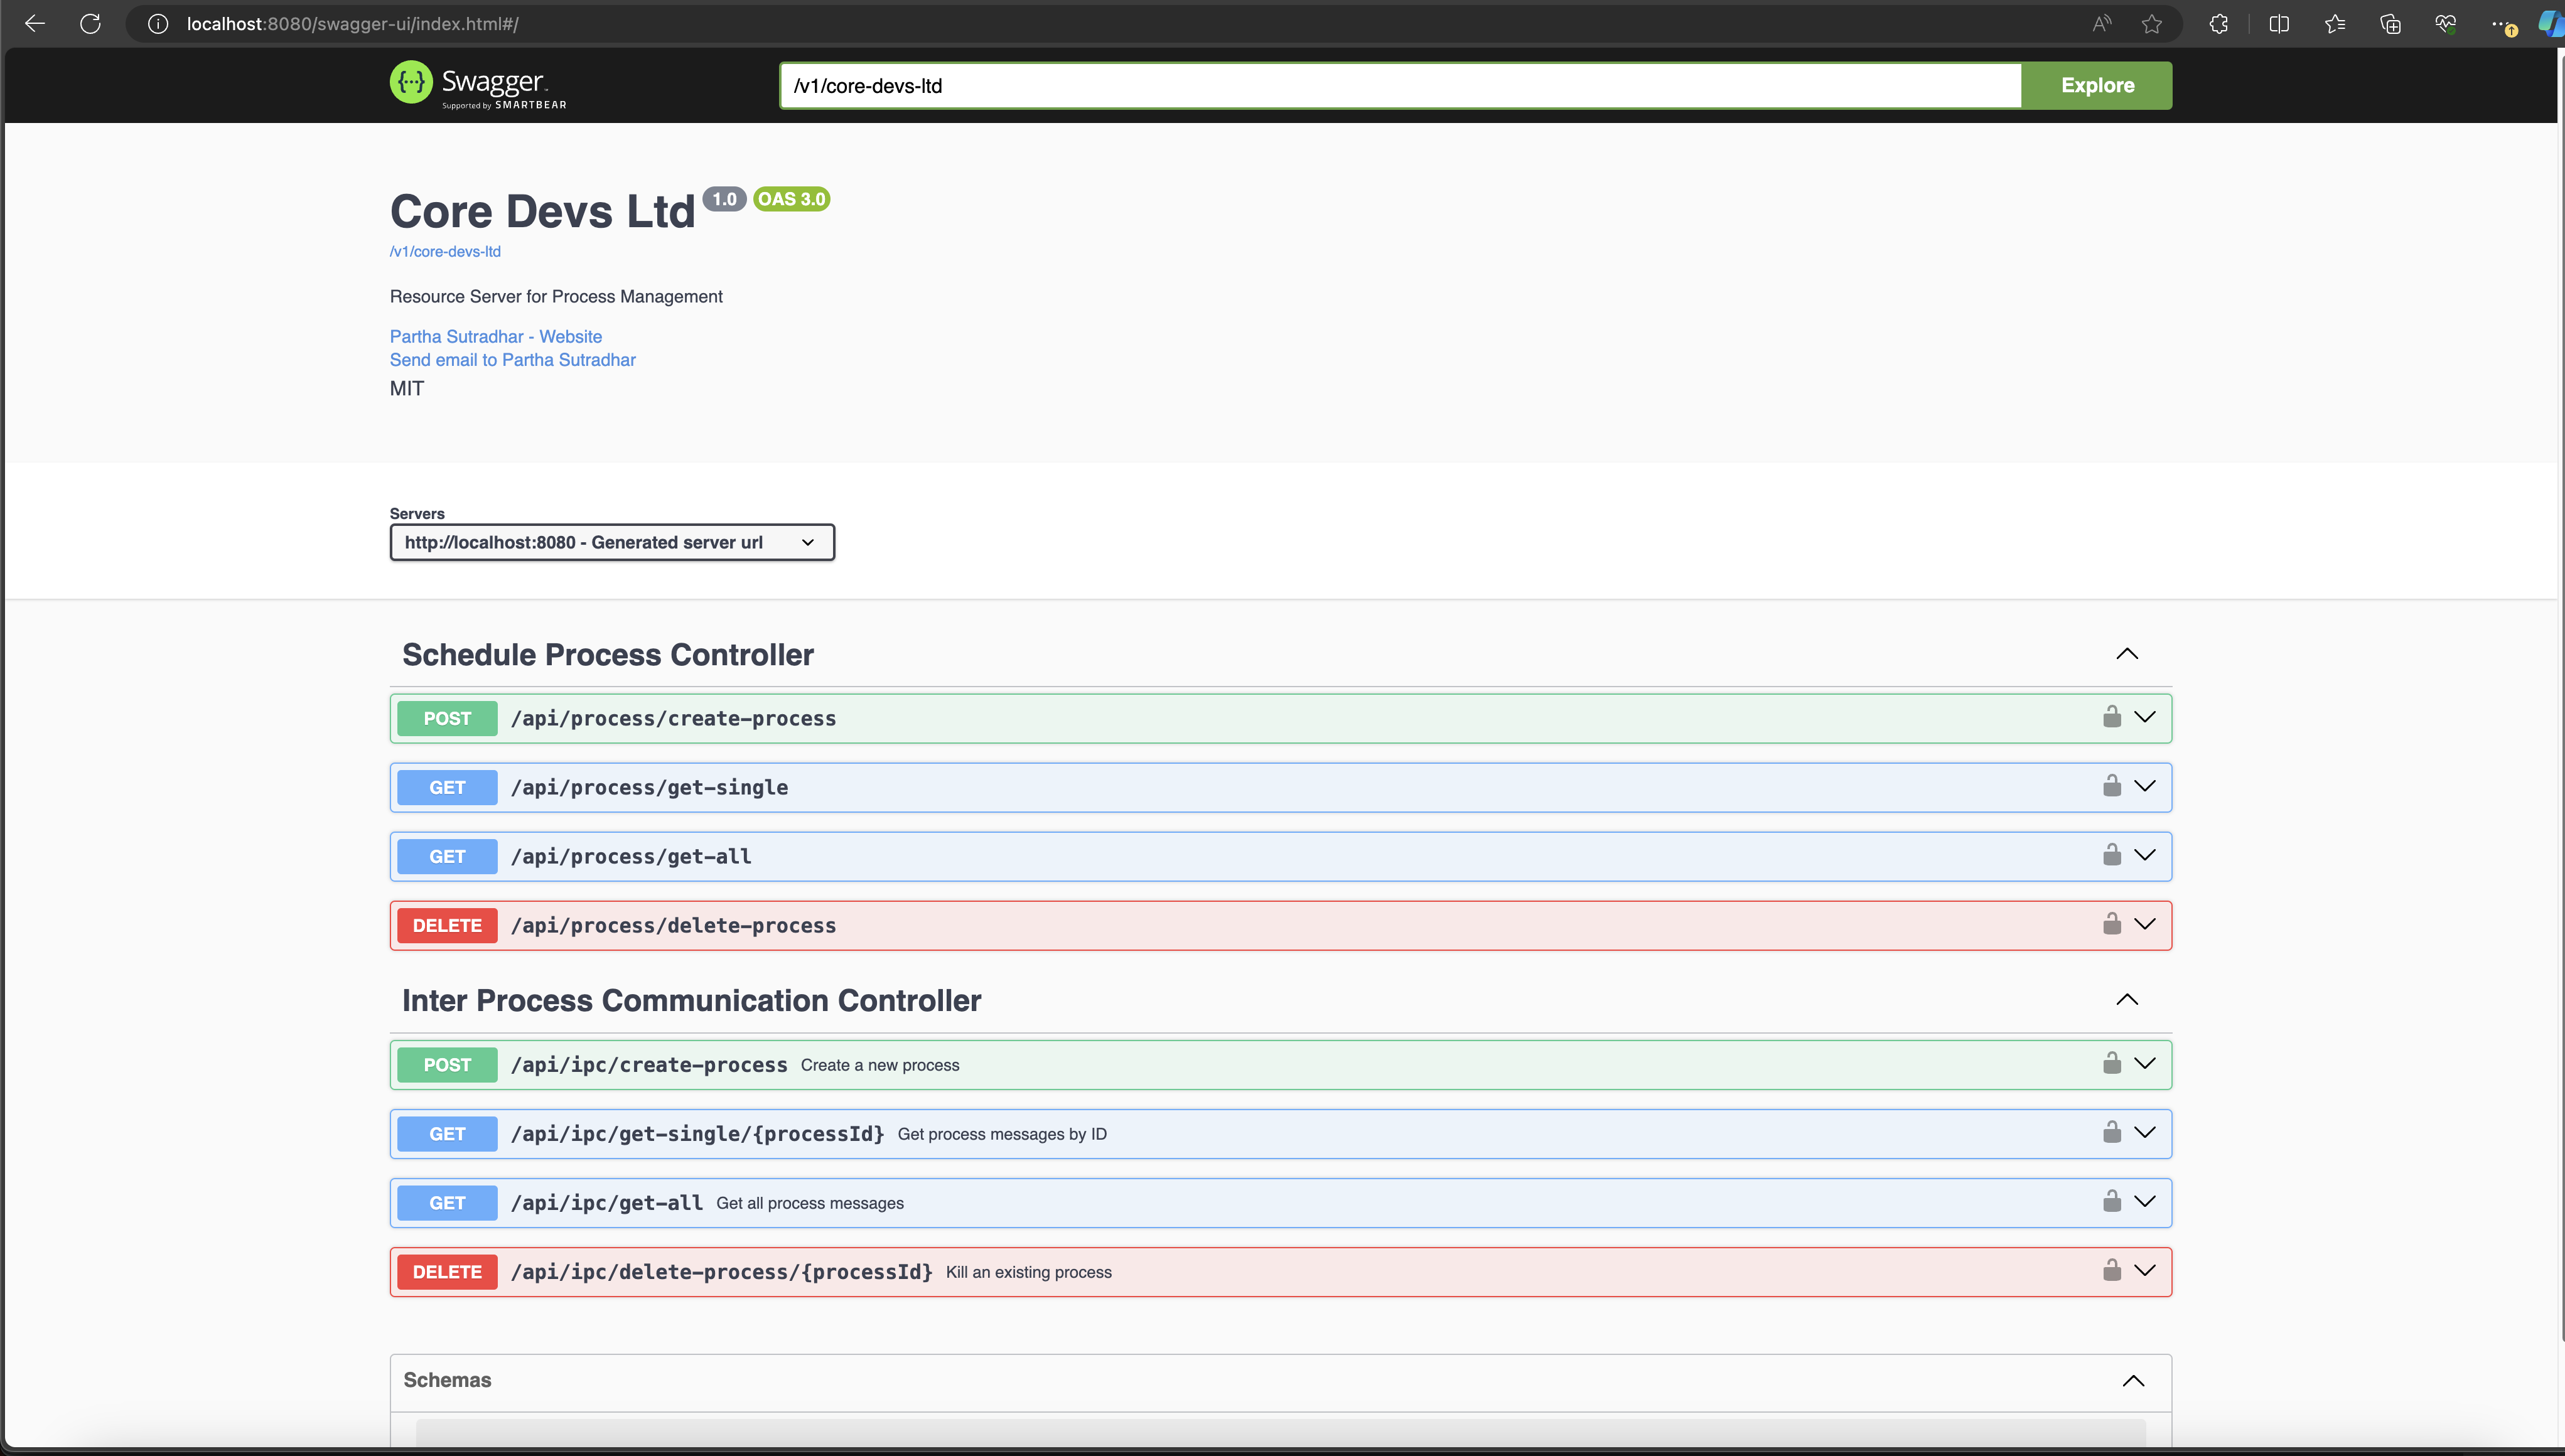 localhost:8080/swagger-ui/index.html#/
Swagger
Supported by SMARTBEAR
/v1/core-devs-ltd
Explore
Core Devs Ltd 1.0 OAS 3.0
/v1/core-devs-ltd
Resource Server for Process Management
Partha Sutradhar - Website
Send email to Partha Sutradhar
MIT
Servers
http://localhost:8080 - Generated server url
Schedule Process Controller
POST /api/process/create-process
GET /api/process/get-single
GET /api/process/get-all
DELETE /api/process/delete-process
Inter Process Communication Controller
POST /api/ipc/create-process Create a new process
GET /api/ipc/get-single/{processId} Get process messages by ID
GET /api/ipc/get-all Get all process messages
DELETE /api/ipc/delete-process/{processId} Kill an existing process
Schemas